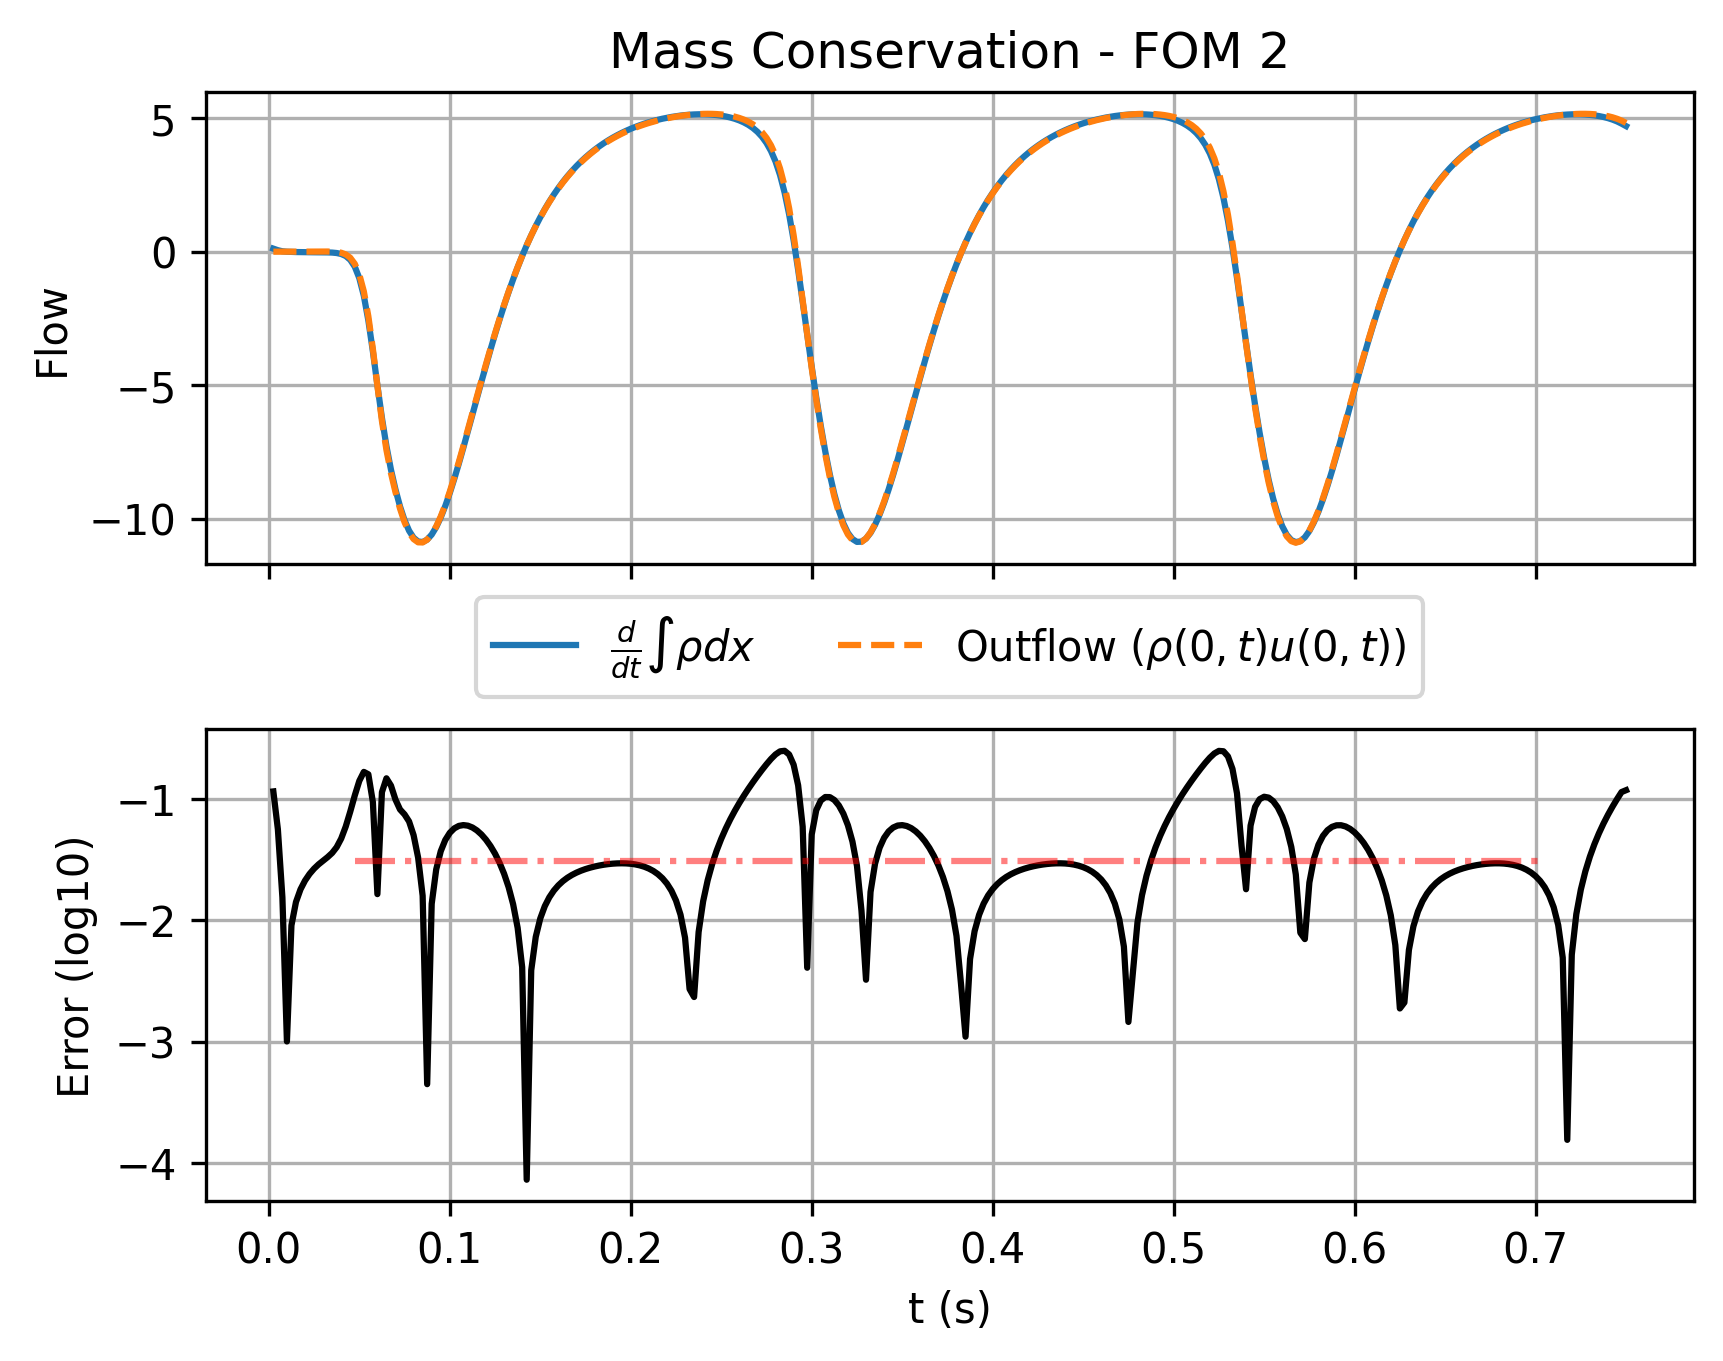 Mass Conservation - FOM 2
Flow
5
0
−5
−10
d/dt ∫ρdx
Outflow (ρ(0, t)u(0, t))
Error (log10)
−1
−2
−3
−4
0.0 0.1 0.2 0.3 0.4 0.5 0.6 0.7
t (s)